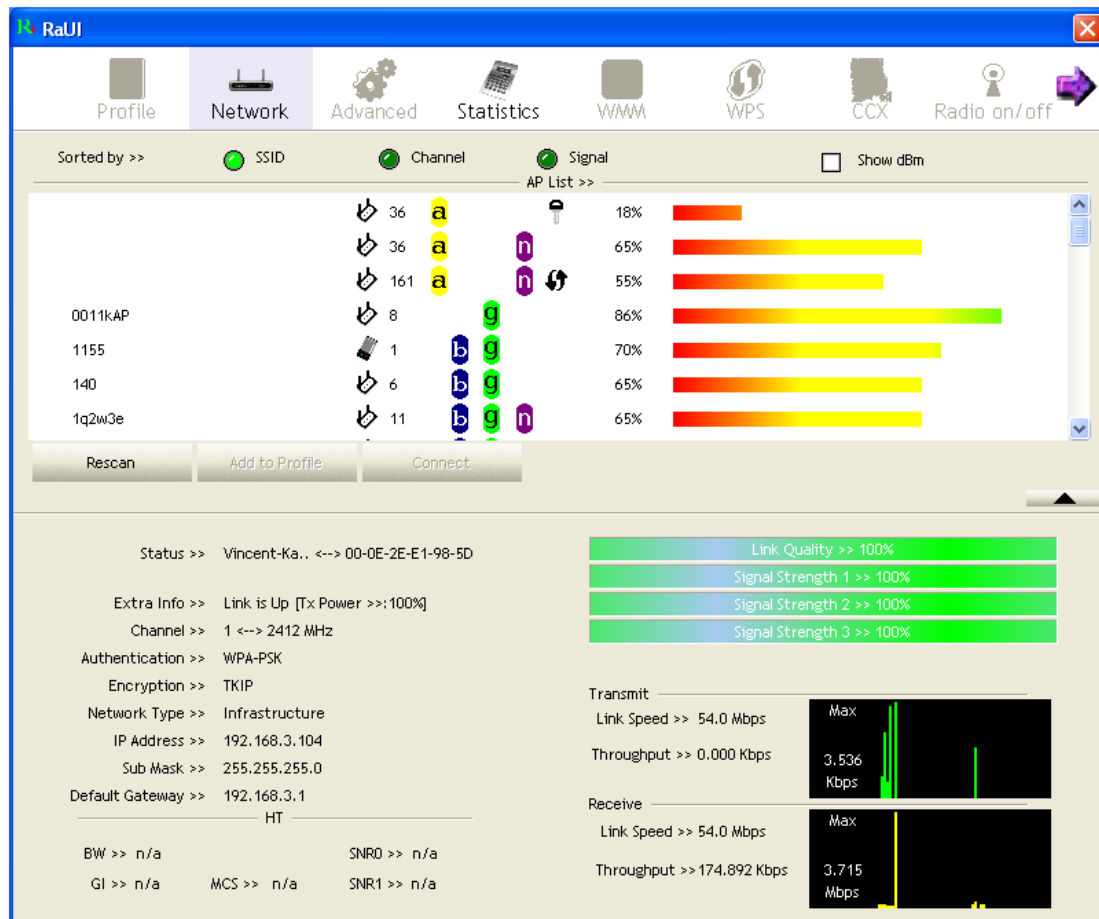 RaUI
Profile Network Advanced Statistics WMM WPS CCX Radio on/off
Sorted by >> SSID Channel Signal Show dBm
AP List >>
36 a 18%
36 a n 65%
161 a n 55%
0011kAP 8 g 86%
1155 1 b g 70%
140 6 b g 65%
1q2w3e 11 b g n 65%
Rescan Add to Profile Connect
Status >> Vincent-Ka.. <--> 00-0E-2E-E1-98-5D
Extra Info >> Link is Up [Tx Power >>:100%]
Channel >> 1 <--> 2412 MHz
Authentication >> WPA-PSK
Encryption >> TKIP
Network Type >> Infrastructure
IP Address >> 192.168.3.104
Sub Mask >> 255.255.255.0
Default Gateway >> 192.168.3.1
HT
BW >> n/a SNR0 >> n/a
GI >> n/a MCS >> n/a SNR1 >> n/a
Link Quality >> 100%
Signal Strength 1 >> 100%
Signal Strength 2 >> 100%
Signal Strength 3 >> 100%
Transmit
Link Speed >> 54.0 Mbps
Throughput >> 0.000 Kbps
Max
3.536
Kbps
Receive
Link Speed >> 54.0 Mbps
Throughput >> 174.892 Kbps
Max
3.715
Mbps